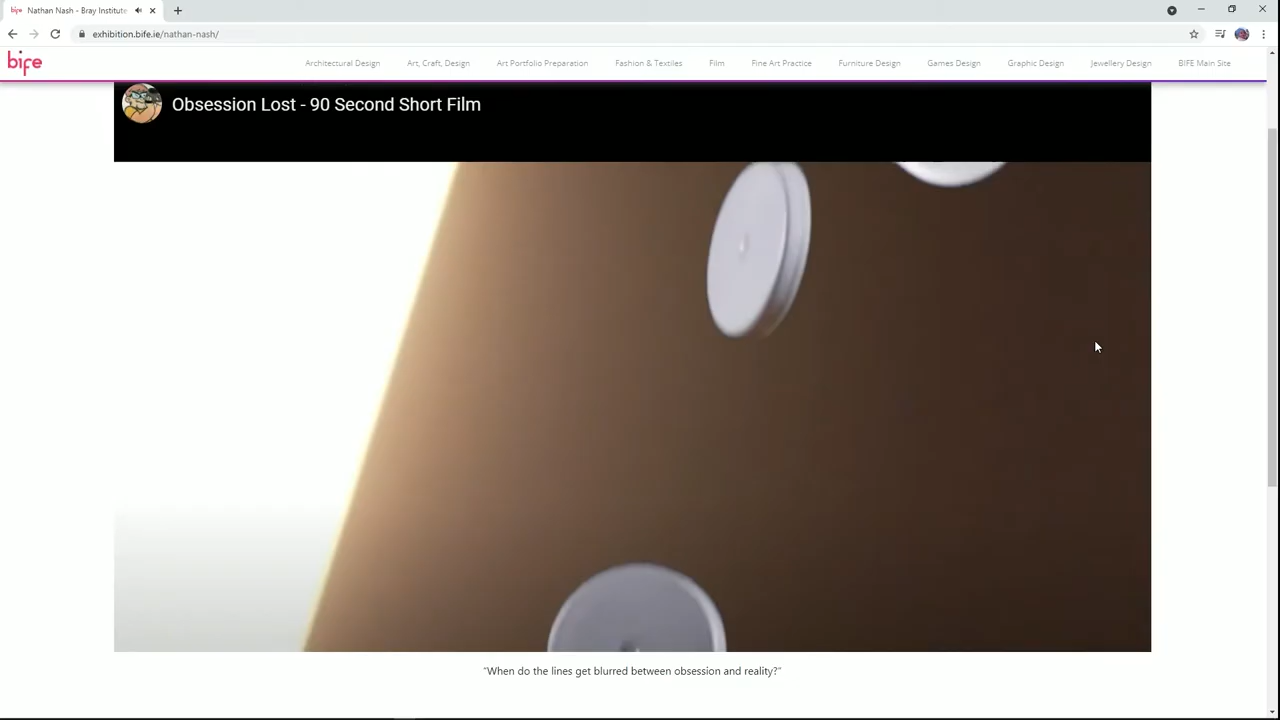 Nathan Nash - Bray Institute
exhibition.bife.ie/nathan-nash/
bife
Architectural Design
Art, Craft, Design
Art Portfolio Preparation
Fashion & Textiles
Film
Fine Art Practice
Furniture Design
Games Design
Graphic Design
Jewellery Design
BIFE Main Site
Obsession Lost - 90 Second Short Film
“When do the lines get blurred between obsession and reality?”